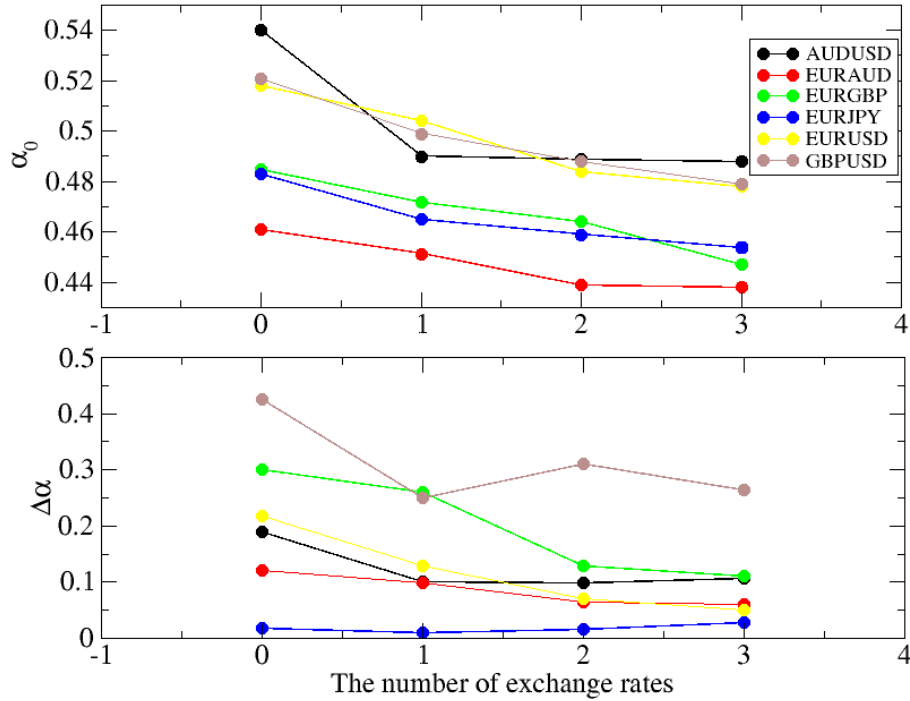 0.54
0.52
0.5
0.48
0.46
0.44
α0
AUDUSD
EURAUD
EURGBP
EURJPY
EURUSD
GBPUSD
-1 0 1 2 3 4
0.5
0.4
0.3
0.2
0.1
0
Δα
-1 0 1 2 3 4
The number of exchange rates